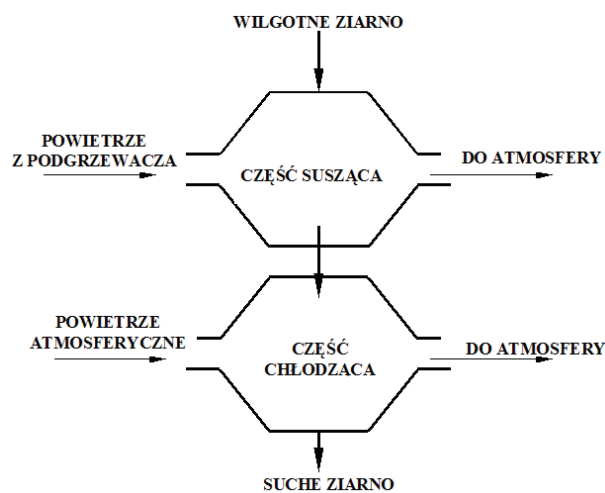 WILGOTNE ZIARNO
POWIETRZE
Z PODGRZEWACZA
CZĘŚĆ SUSZĄCA
DO ATMOSFERY
POWIETRZE
ATMOSFERYCZNE
CZĘŚĆ
CHŁODZACA
DO ATMOSFERY
SUCHE ZIARNO